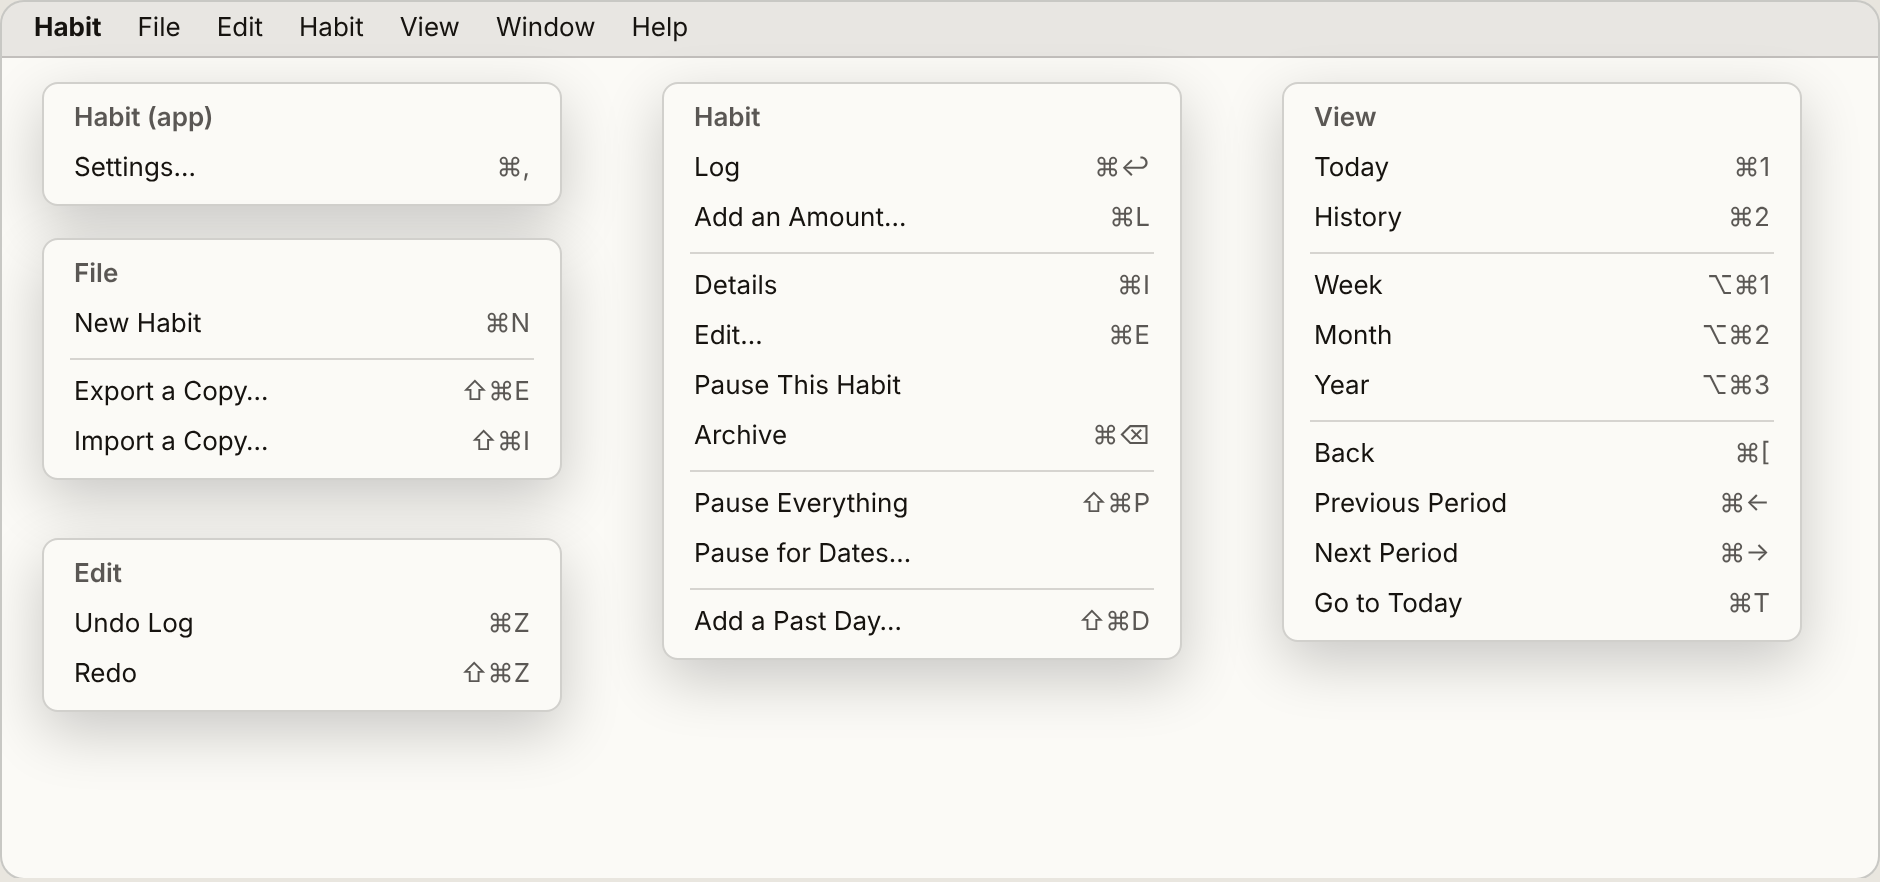 Habit File Edit Habit View Window Help
Habit (app)
Settings... ⌘,
File
New Habit ⌘N
Export a Copy... ⇧⌘E
Import a Copy... ⇧⌘I
Edit
Undo Log ⌘Z
Redo ⇧⌘Z
Habit
Log ⌘↩
Add an Amount... ⌘L
Details ⌘I
Edit... ⌘E
Pause This Habit
Archive ⌘⌫
Pause Everything ⇧⌘P
Pause for Dates...
Add a Past Day... ⇧⌘D
View
Today ⌘1
History ⌘2
Week ⌥⌘1
Month ⌥⌘2
Year ⌥⌘3
Back ⌘[
Previous Period ⌘←
Next Period ⌘→
Go to Today ⌘T